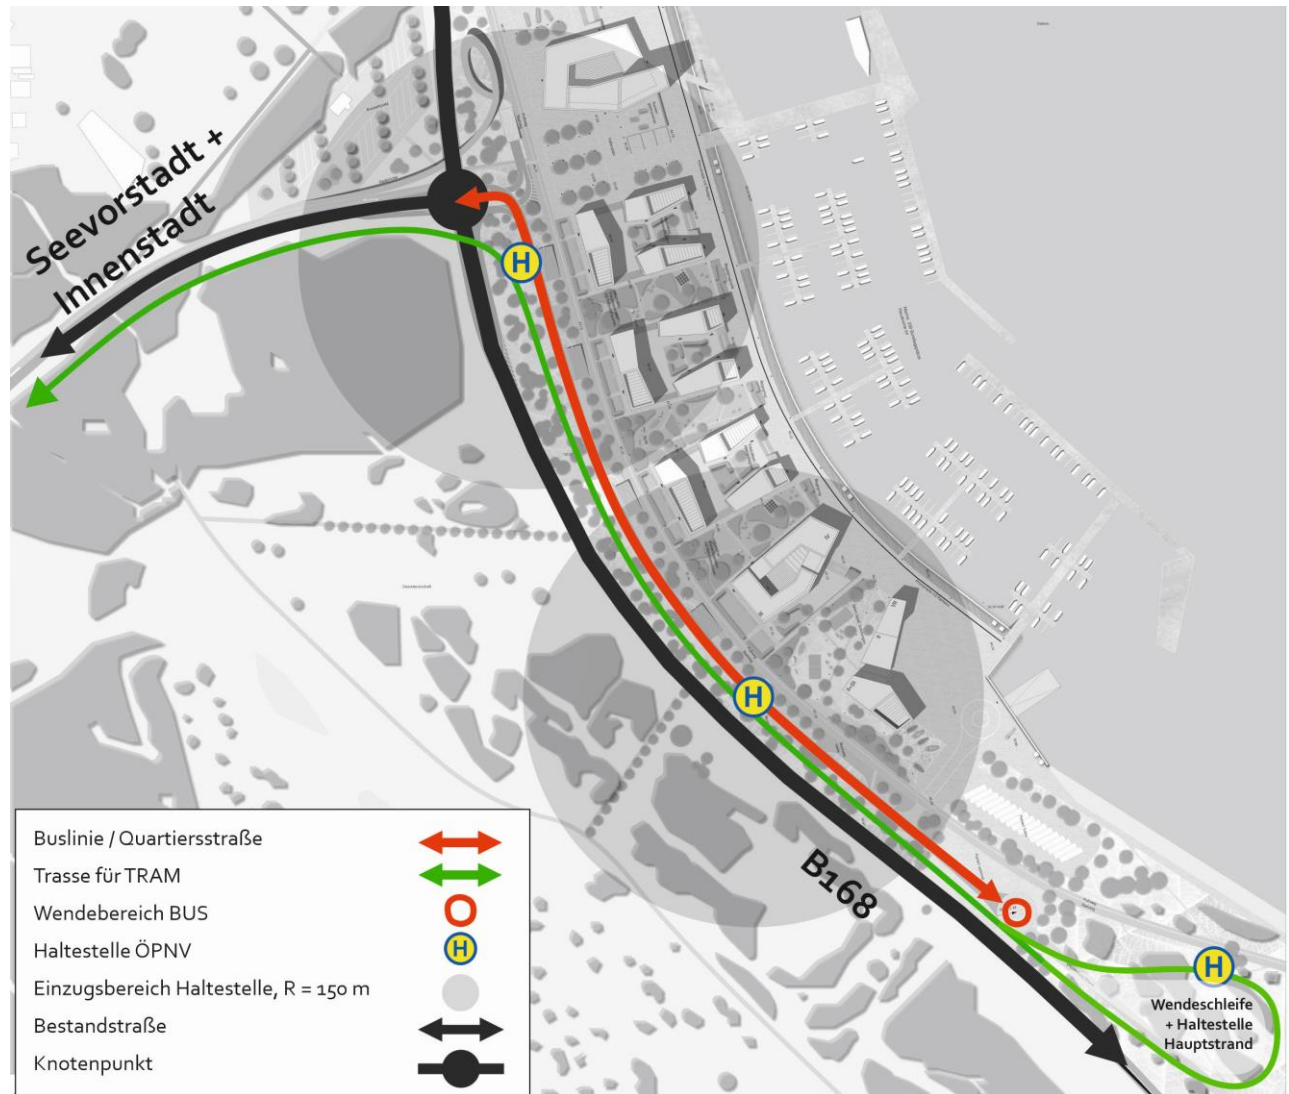 Seevorstadt +
Innenstadt
H
H
B168
H
Wendeschleife
+ Haltestelle
Hauptstrand
Buslinie / Quartiersstraße
Trasse für TRAM
Wendebereich BUS
Haltestelle ÖPNV
H
Einzugsbereich Haltestelle, R = 150 m
Bestandstraße
Knotenpunkt